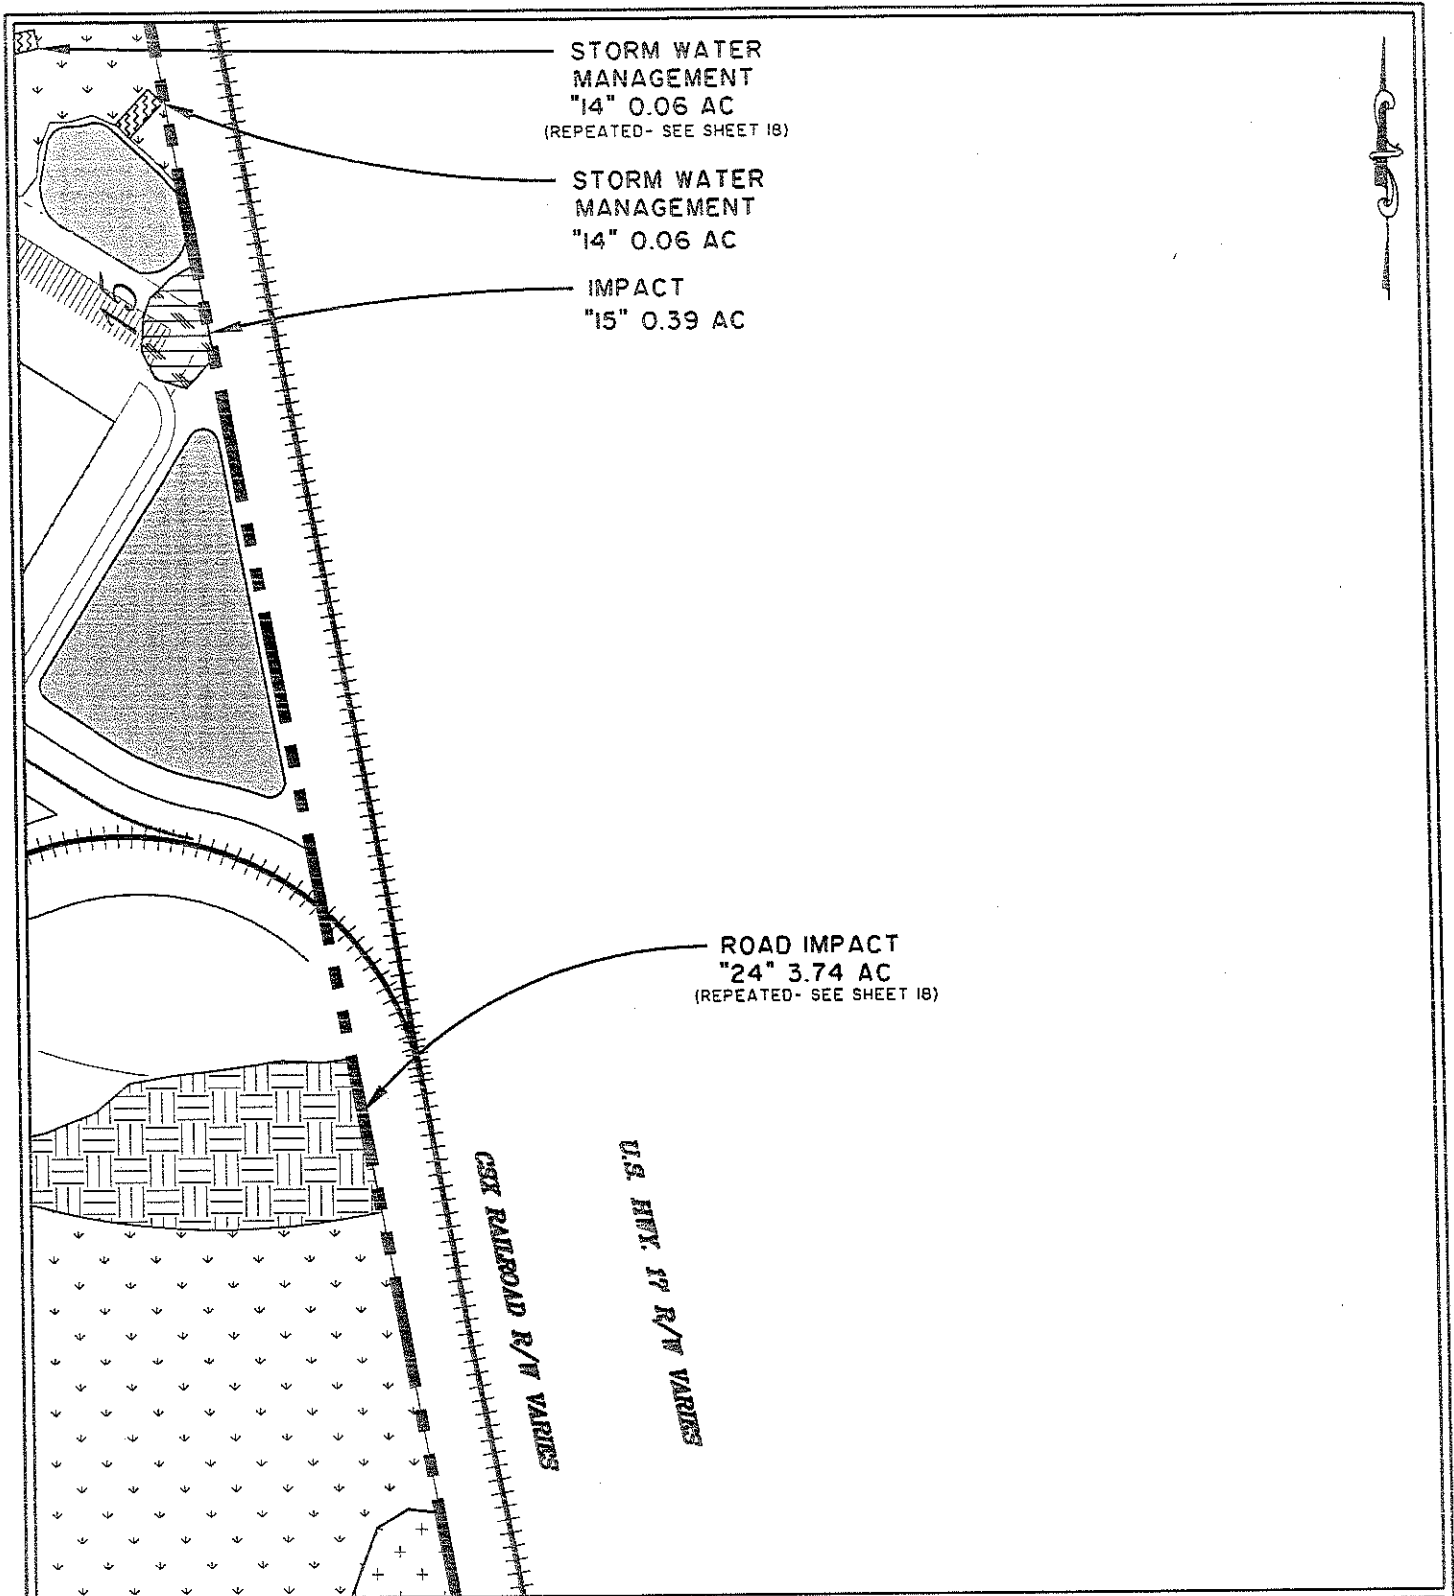 STORM WATER
MANAGEMENT
"14" 0.06 AC
(REPEATED- SEE SHEET 18)
STORM WATER
MANAGEMENT
"14" 0.06 AC
IMPACT
"15" 0.39 AC
ROAD IMPACT
"24" 3.74 AC
(REPEATED- SEE SHEET 18)
CSX RAILROAD R/W VARIES
U.S. HWY. 17 R/W VARIES